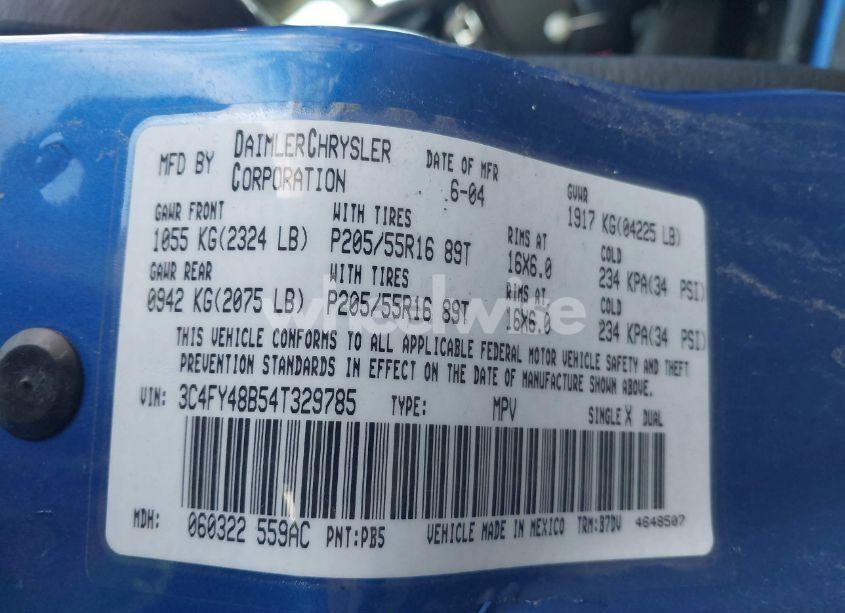 MFD BY DAIMLERCHRYSLER CORPORATION DATE OF MFR 6-04 GVWR 1917 KG(04225 LB)
GAWR FRONT WITH TIRES RIMS AT COLD
1055 KG(2324 LB) P205/55R16 89T 16X6.0 234 KPA(34 PSI)
GAWR REAR WITH TIRES RIMS AT COLD
0942 KG(2075 LB) P205/55R16 89T 16X6.0 234 KPA(34 PSI)
wheelwise
THIS VEHICLE CONFORMS TO ALL APPLICABLE FEDERAL MOTOR VEHICLE SAFETY AND THEFT
PREVENTION STANDARDS IN EFFECT ON THE DATE OF MANUFACTURE SHOWN ABOVE.
VIN: 3C4FY48B54T329785 TYPE: MPV SINGLE X DUAL
MDH: 060322 559AC PNT:PB5 VEHICLE MADE IN MEXICO TRM:B7DV 4648507